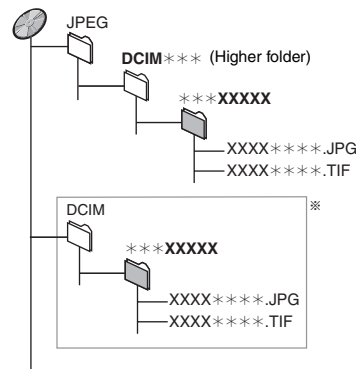 JPEG
DCIM✳✳✳ (Higher folder)
✳✳✳XXXXX
XXXX✳✳✳✳.JPG
XXXX✳✳✳✳.TIF
※
DCIM
✳✳✳XXXXX
XXXX✳✳✳✳.JPG
XXXX✳✳✳✳.TIF